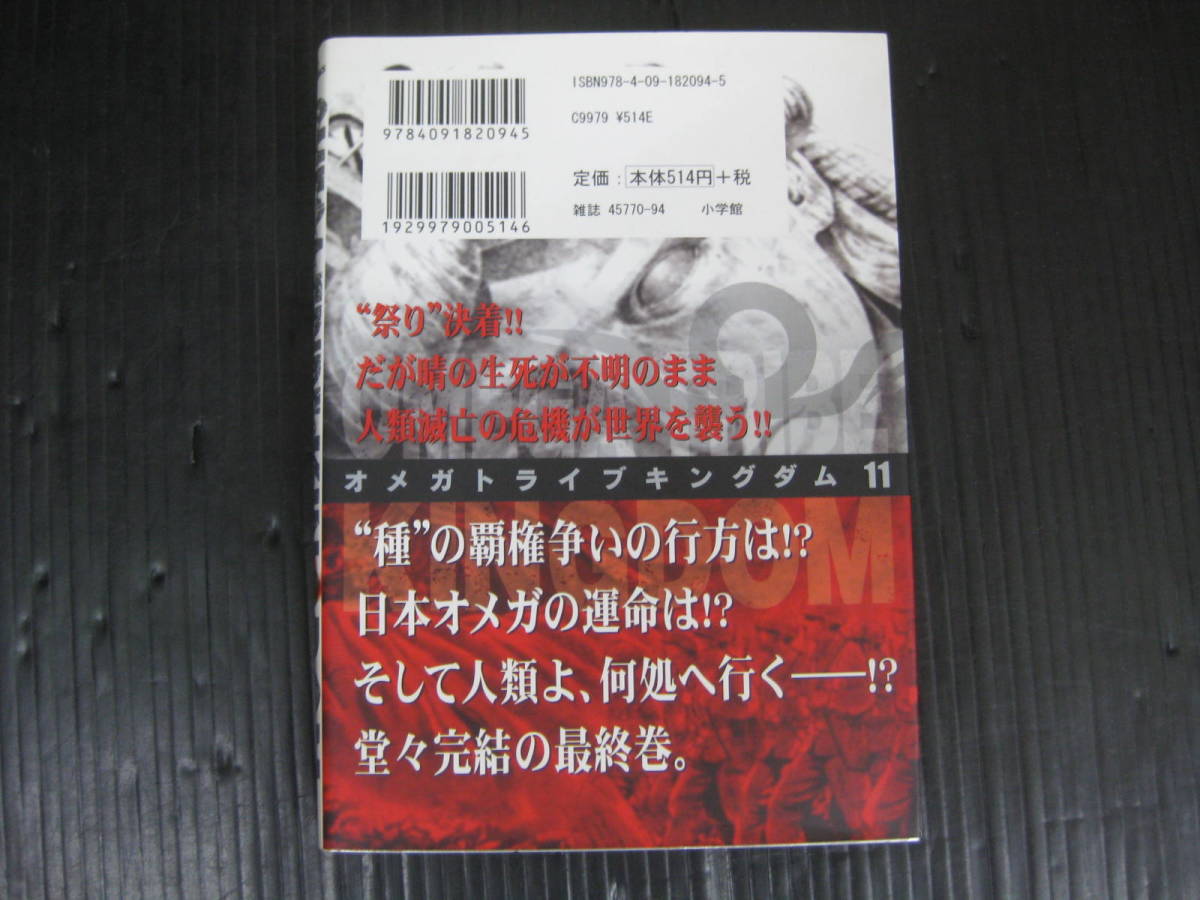 ISBN978-4-09-182094-5
9784091820945
C9979 ¥514E
定価：本体514円＋税
1929979005146
雑誌 45770-94 小学館
“祭り”決着!!
だが晴の生死が不明のまま
人類滅亡の危機が世界を襲う!!
オメガトライブキングダム 11
KINGDOM
“種”の覇権争いの行方は!?
日本オメガの運命は!?
そして人類よ、何処へ行く――!?
堂々完結の最終巻。